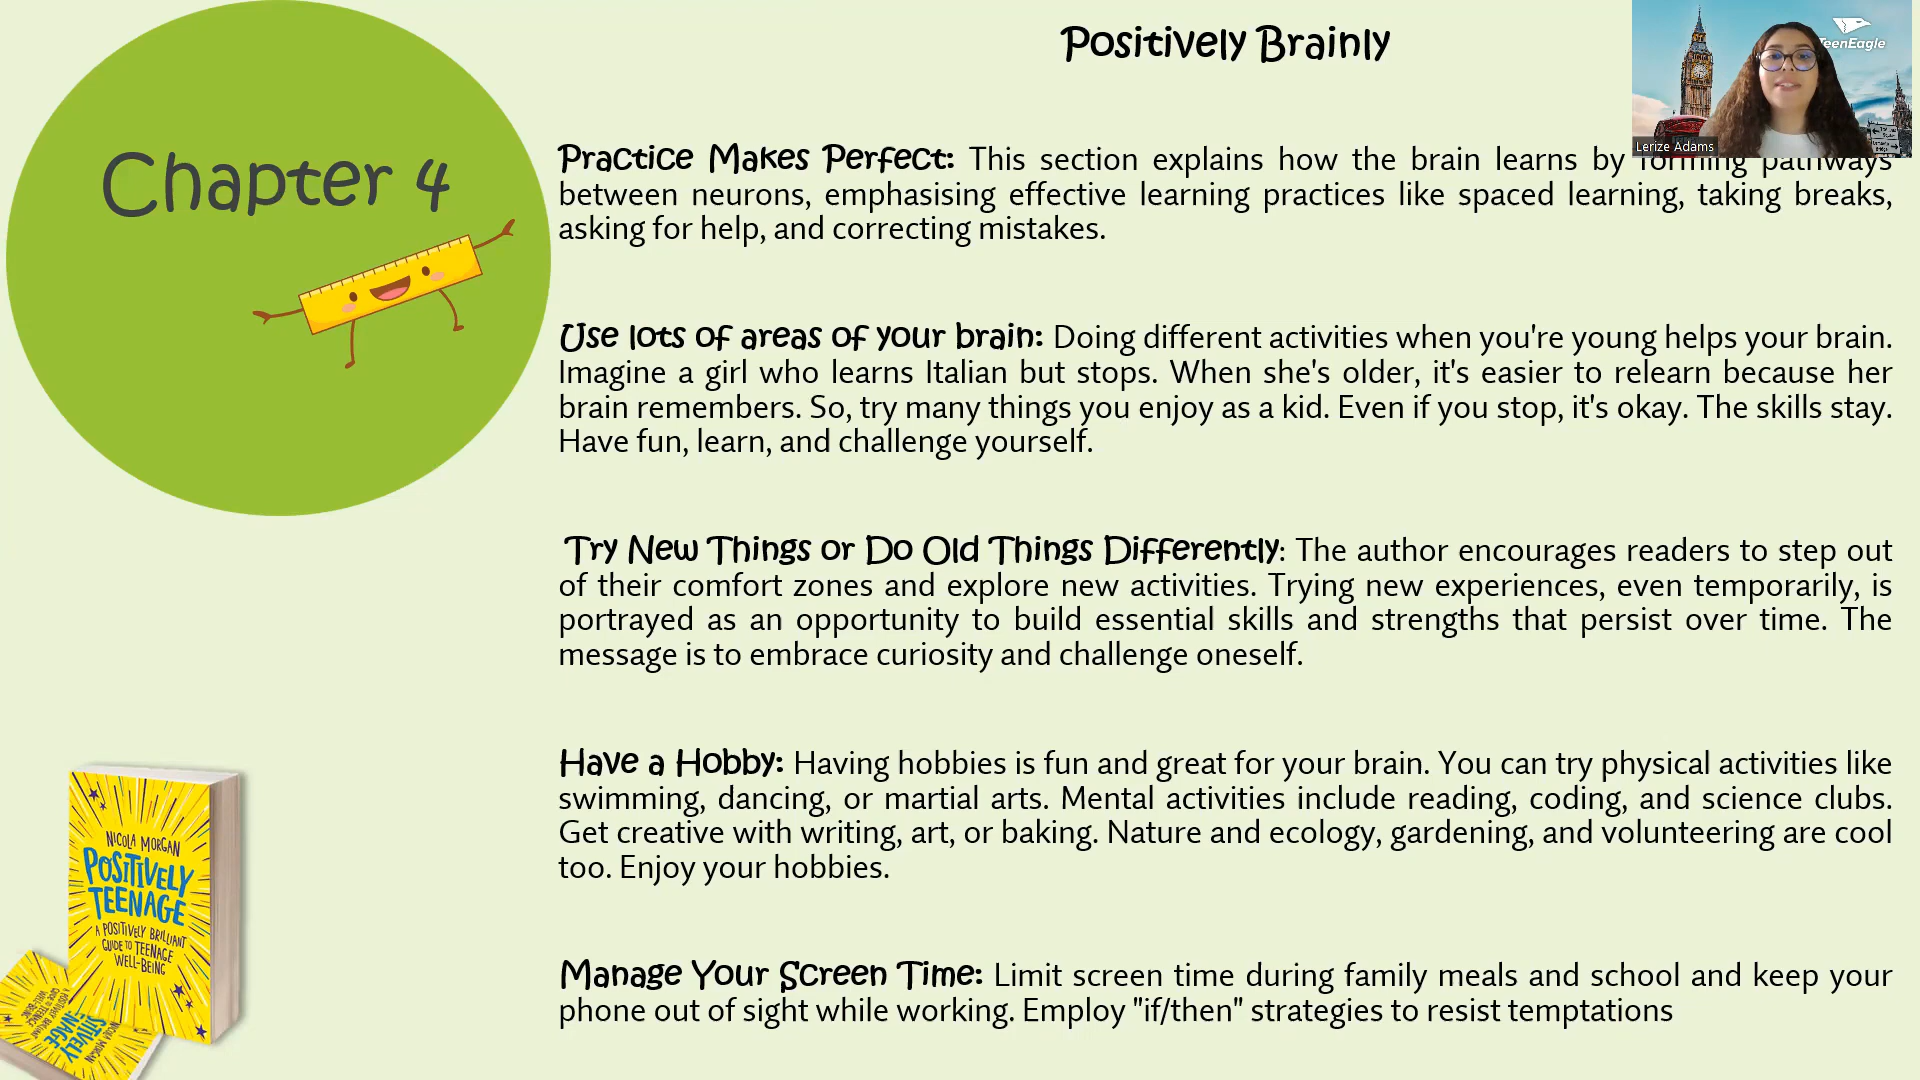 Positively Brainly
TeenEagle
Lerize Adams
Chapter 4
Practice Makes Perfect: This section explains how the brain learns by forming pathways
between neurons, emphasising effective learning practices like spaced learning, taking breaks,
asking for help, and correcting mistakes.
Use lots of areas of your brain: Doing different activities when you're young helps your brain.
Imagine a girl who learns Italian but stops. When she's older, it's easier to relearn because her
brain remembers. So, try many things you enjoy as a kid. Even if you stop, it's okay. The skills stay.
Have fun, learn, and challenge yourself.
Try New Things or Do Old Things Differently: The author encourages readers to step out
of their comfort zones and explore new activities. Trying new experiences, even temporarily, is
portrayed as an opportunity to build essential skills and strengths that persist over time. The
message is to embrace curiosity and challenge oneself.
Have a Hobby: Having hobbies is fun and great for your brain. You can try physical activities like
swimming, dancing, or martial arts. Mental activities include reading, coding, and science clubs.
Get creative with writing, art, or baking. Nature and ecology, gardening, and volunteering are cool
too. Enjoy your hobbies.
Manage Your Screen Time: Limit screen time during family meals and school and keep your
phone out of sight while working. Employ "if/then" strategies to resist temptations
NICOLA MORGAN
POSITIVELY
TEENAGE
A POSITIVELY BRILLIANT
GUIDE TO TEENAGE
WELL-BEING